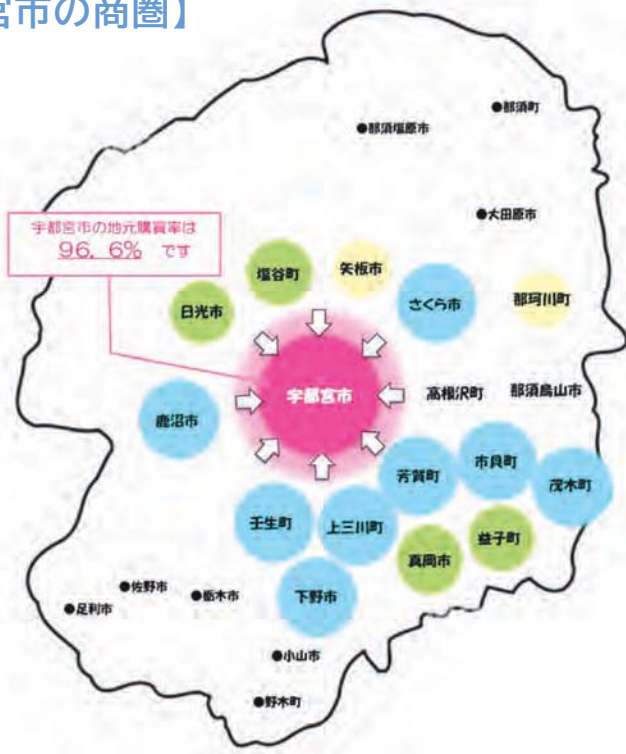 宮市の商圏】
●那須町
●那須塩原市
●大田原市
宇都宮市の地元購買率は
96.6% です
塩谷町
矢板市
さくら市
那珂川町
日光市
宇都宮市
高根沢町
那須烏山市
鹿沼市
芳賀町
市貝町
茂木町
壬生町
上三川町
真岡市
益子町
●佐野市
●栃木市
下野市
●足利市
●小山市
●野木町